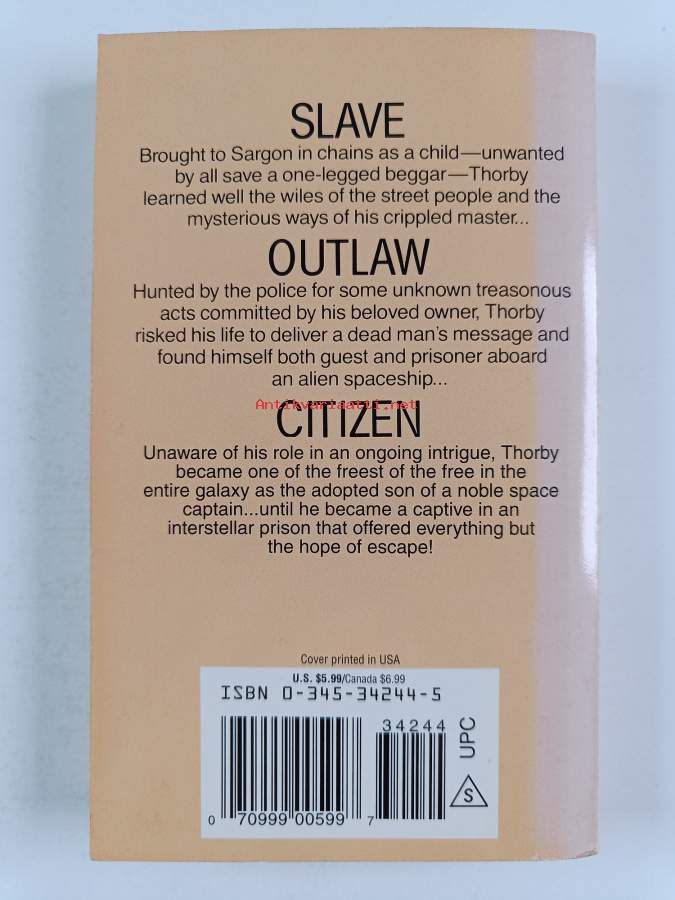 SLAVE
Brought to Sargon in chains as a child—unwanted
by all save a one-legged beggar—Thorby
learned well the wiles of the street people and the
mysterious ways of his crippled master...
OUTLAW
Hunted by the police for some unknown treasonous
acts committed by his beloved owner, Thorby
risked his life to deliver a dead man's message and
found himself both guest and prisoner aboard
an alien spaceship...
Antikvariaatti.net
CITIZEN
Unaware of his role in an ongoing intrigue, Thorby
became one of the freest of the free in the
entire galaxy as the adopted son of a noble space
captain...until he became a captive in an
interstellar prison that offered everything but
the hope of escape!
Cover printed in USA
U.S. $5.99/Canada $6.99
ISBN 0-345-34244-5
34244
0 70999 00599 7
UPC
S